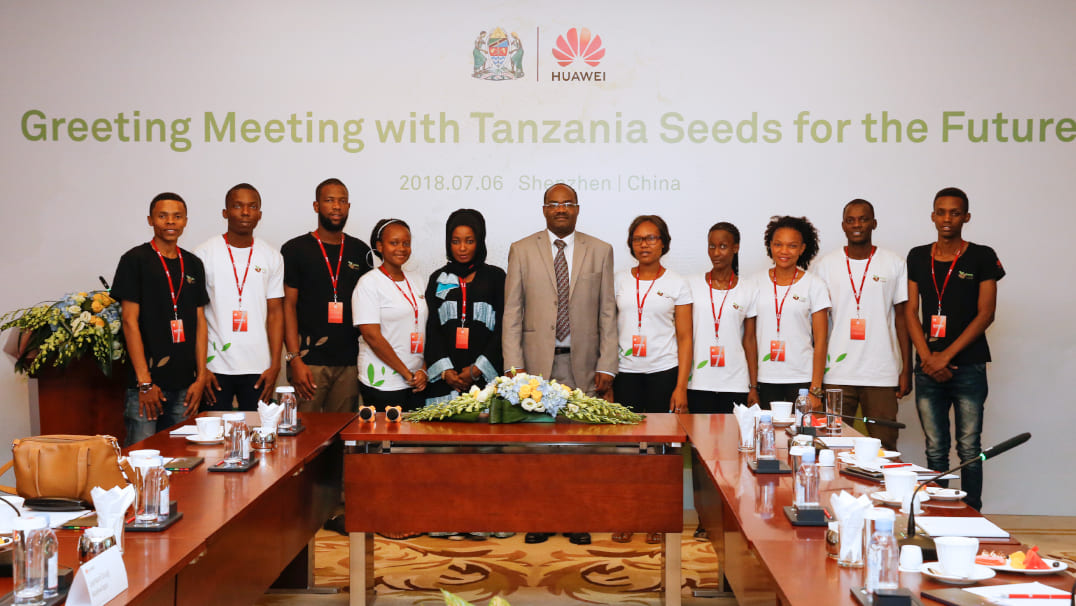 HUAWEI
Greeting Meeting with Tanzania Seeds for the Future
2018.07.06 Shenzhen | China